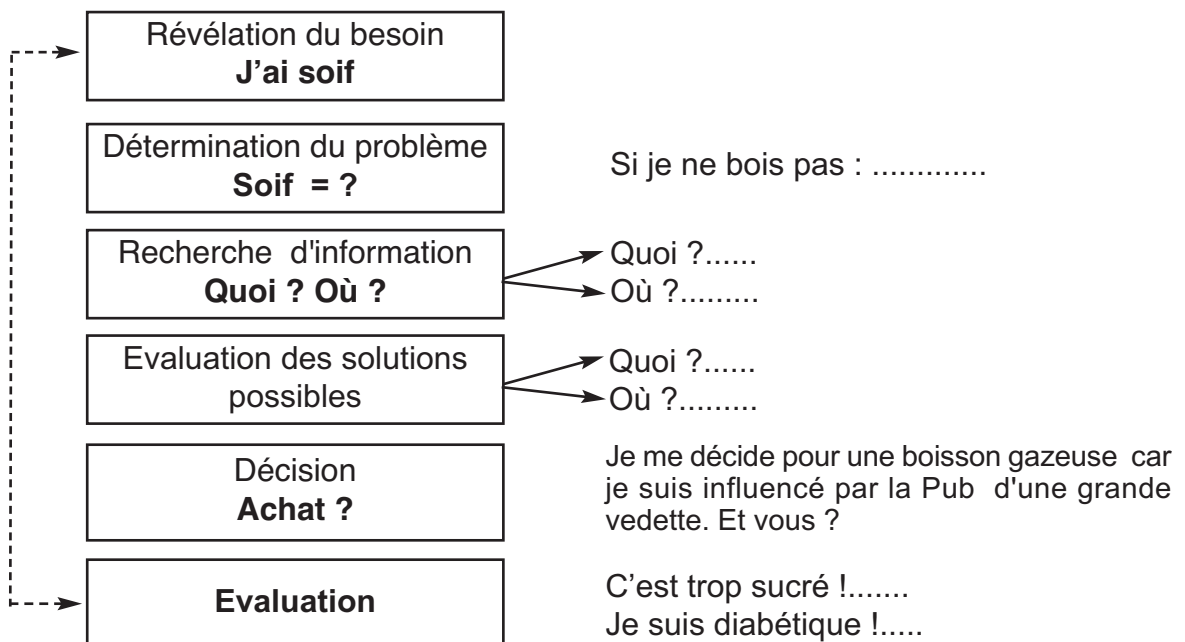 Révélation du besoin
J'ai soif
Détermination du problème
Soif = ?
Si je ne bois pas : .............
Recherche d'information
Quoi ? Où ?
Quoi ?......
Où ?.........
Evaluation des solutions
possibles
Quoi ?......
Où ?.........
Décision
Achat ?
Je me décide pour une boisson gazeuse car
je suis influencé par la Pub d'une grande
vedette. Et vous ?
Evaluation
C'est trop sucré !.......
Je suis diabétique !.....